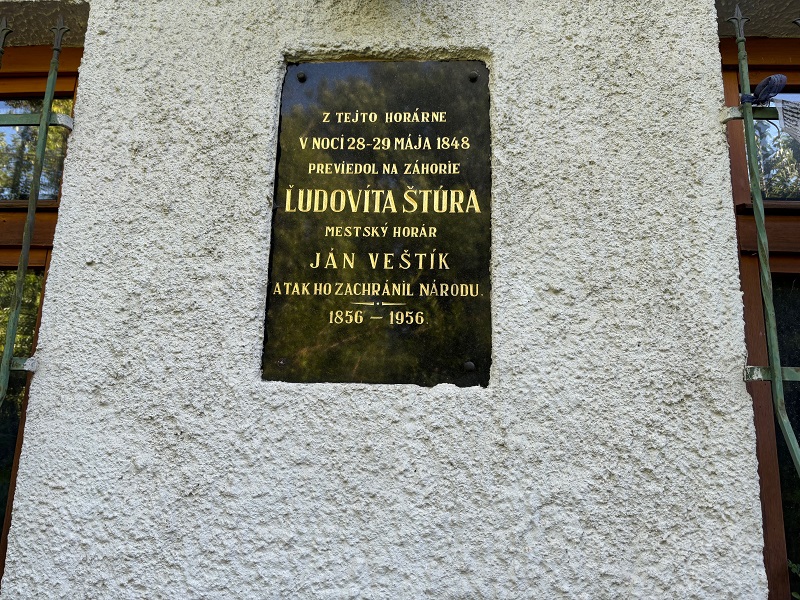 Z TEJTO HORÁRNE
V NOCI 28-29 MÁJA 1848
PREVIEDOL NA ZÁHORIE
ĽUDOVÍTA ŠTÚRA
MESTSKÝ HORÁR
JÁN VEŠTÍK
A TAK HO ZACHRÁNIL NÁRODU.
1856 — 1956.